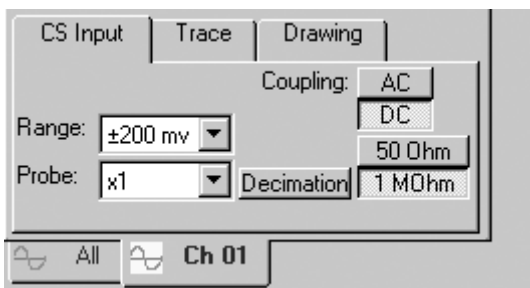 CS Input Trace Drawing
Coupling: AC
DC
Range: ±200 mv
50 Ohm
Probe: x1 Decimation 1 MOhm
All Ch 01